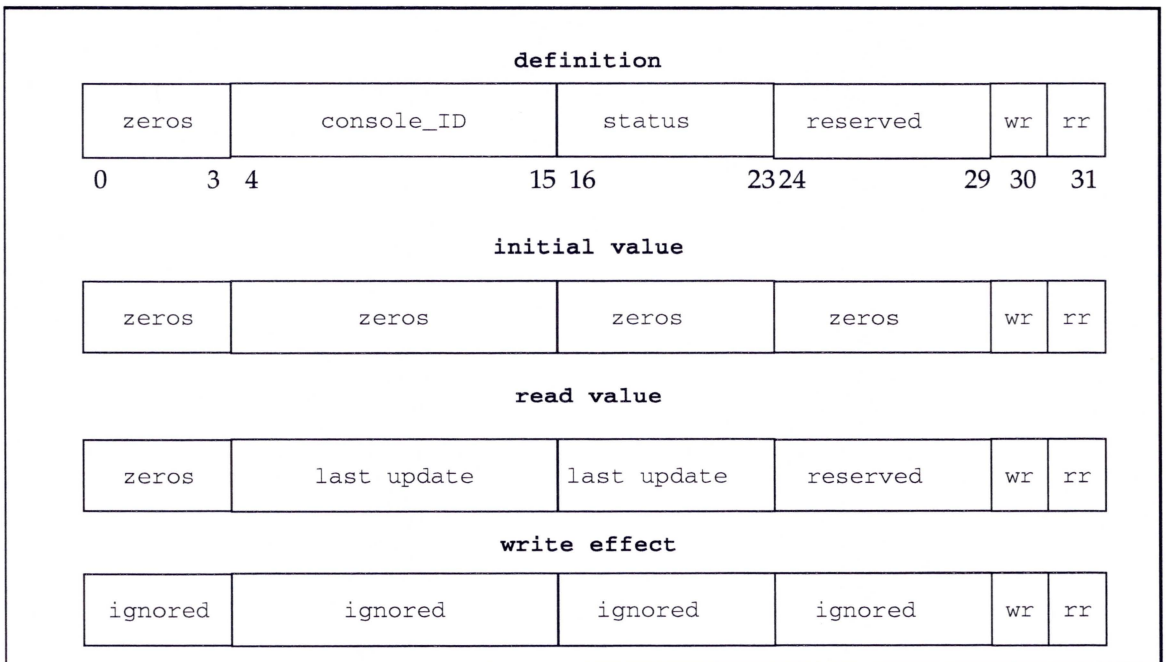 definition
zeros console_ID status reserved wr rr
0 3 4 15 16 23 24 29 30 31
initial value
zeros zeros zeros zeros wr rr
read value
zeros last update last update reserved wr rr
write effect
ignored ignored ignored ignored wr rr